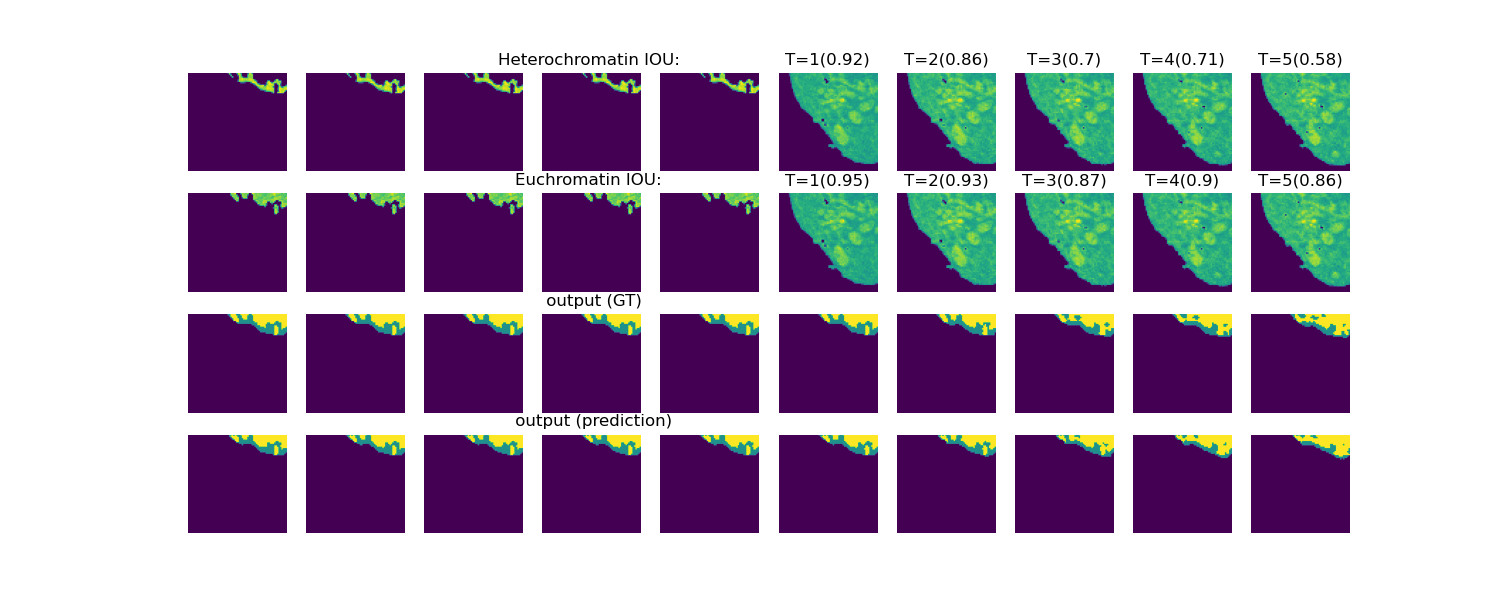 Heterochromatin IOU: T=1(0.92) T=2(0.86) T=3(0.7) T=4(0.71) T=5(0.58)
Euchromatin IOU: T=1(0.95) T=2(0.93) T=3(0.87) T=4(0.9) T=5(0.86)
output (GT)
output (prediction)